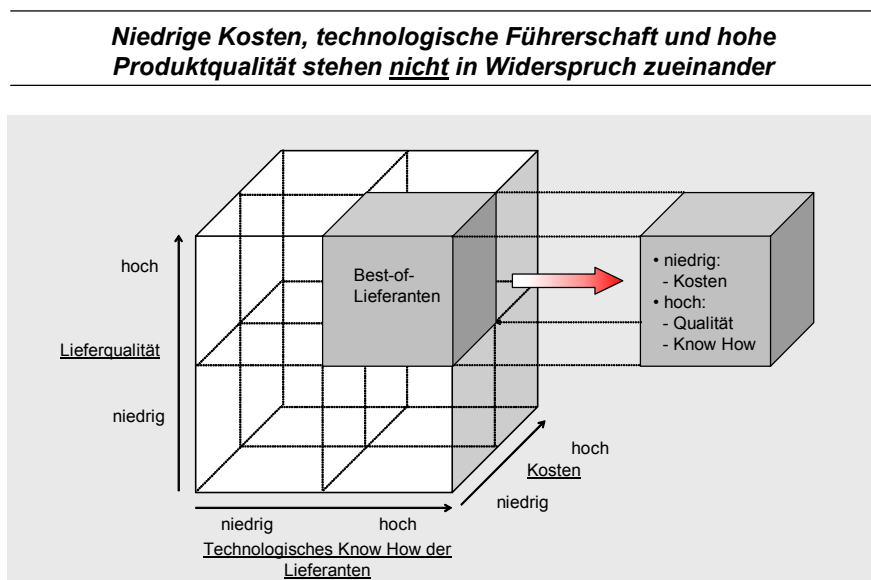 Niedrige Kosten, technologische Führerschaft und hohe
Produktqualität stehen nicht in Widerspruch zueinander
hoch
Lieferqualität
niedrig
Best-of-
Lieferanten
• niedrig:
- Kosten
• hoch:
- Qualität
- Know How
hoch
Kosten
niedrig
niedrig hoch
Technologisches Know How der
Lieferanten